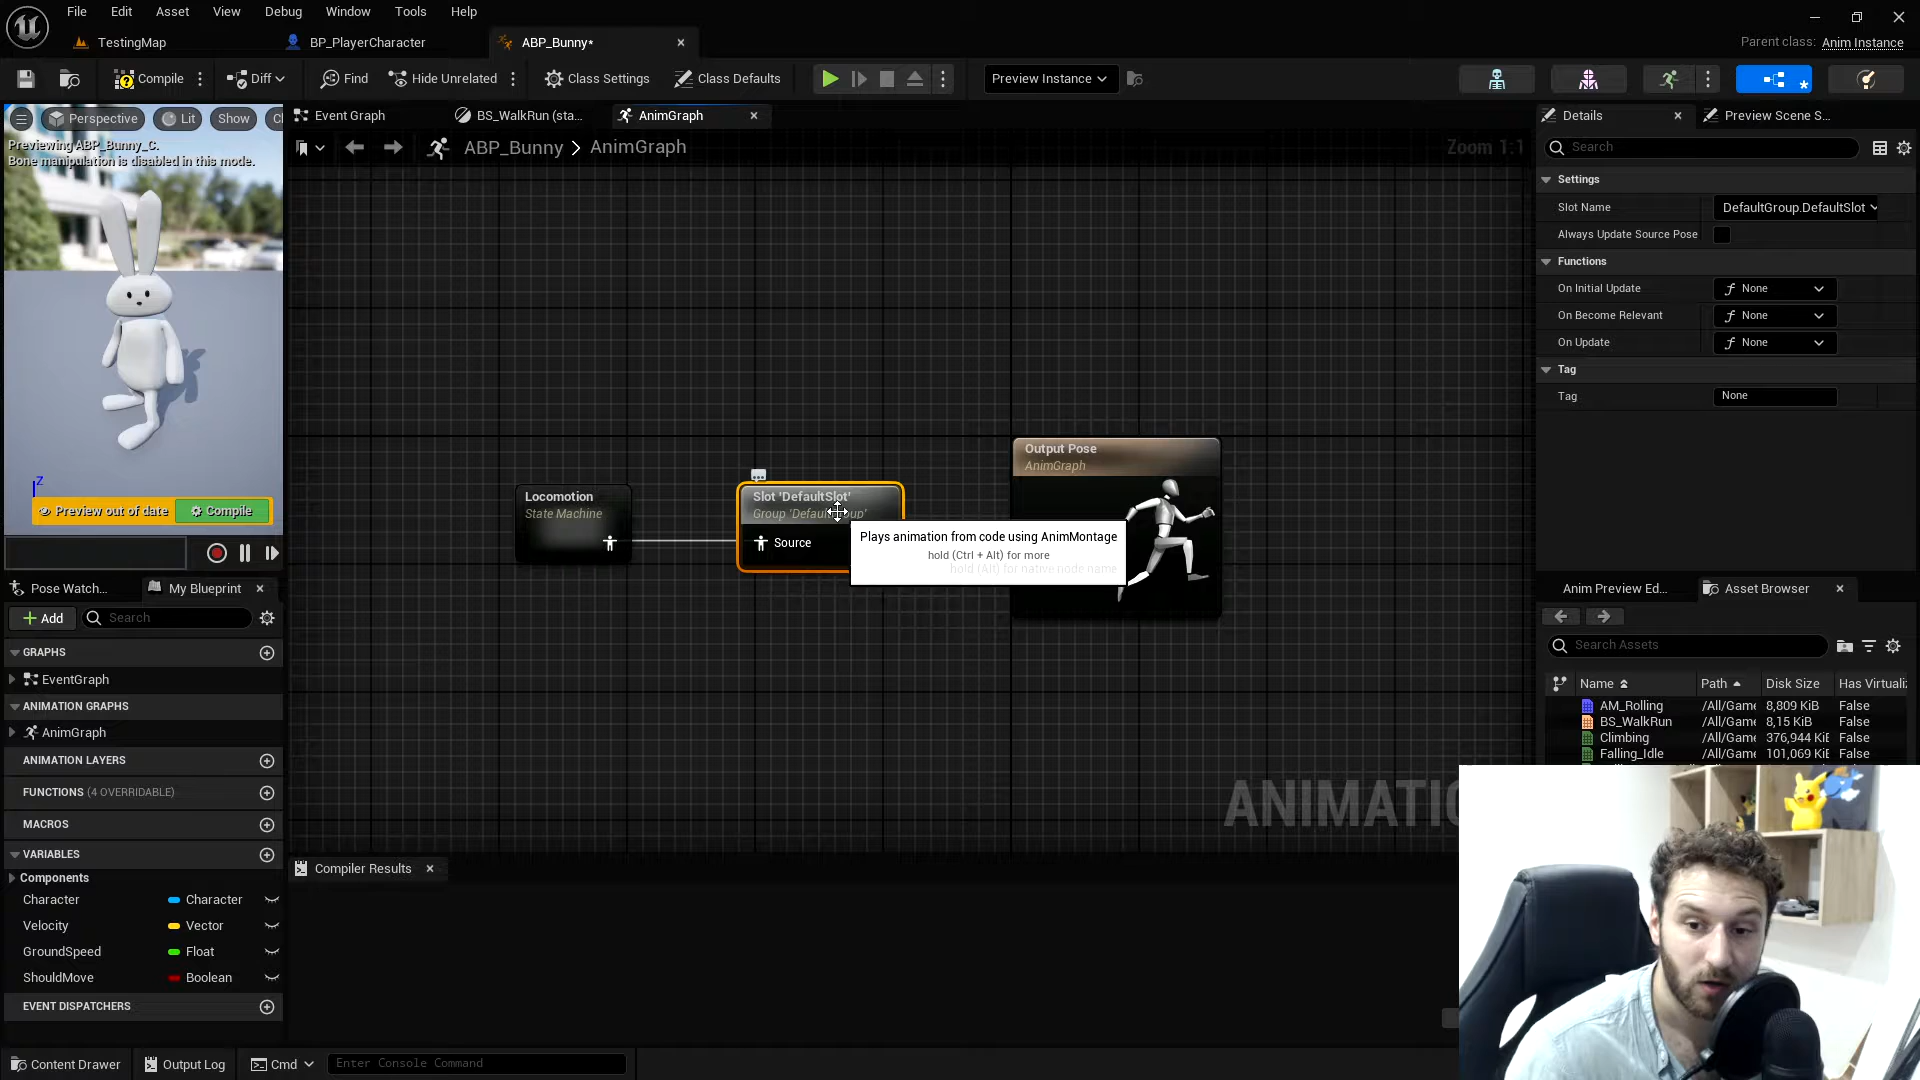 File Edit Asset View Debug Window Tools Help
TestingMap BP_PlayerCharacter ABP_Bunny* Parent class: Anim Instance
Compile Diff Find Hide Unrelated Class Settings Class Defaults Preview Instance
Perspective Lit Show
Previewing ABP_Bunny_C.
Bone manipulation is disabled in this mode.
Z
Preview out of date Compile
Event Graph BS_WalkRun (sta... AnimGraph
ABP_Bunny > AnimGraph Zoom 1:1
Locomotion
State Machine
Slot 'DefaultSlot'
Source
Plays animation from code using AnimMontage
hold (Ctrl + Alt) for more
hold (Alt) for native node name
Output Pose
AnimGraph
Details Preview Scene S...
Search
Settings
Slot Name DefaultGroup.DefaultSlot
Always Update Source Pose
Functions
On Initial Update None
On Become Relevant None
On Update None
Tag
Tag None
Pose Watch... My Blueprint
Add Search
GRAPHS
EventGraph
ANIMATION GRAPHS
AnimGraph
ANIMATION LAYERS
FUNCTIONS (4 OVERRIDABLE)
MACROS
VARIABLES
Components
Character Character
Velocity Vector
GroundSpeed Float
ShouldMove Boolean
EVENT DISPATCHERS
Compiler Results
Anim Preview Ed... Asset Browser
Search Assets
Name Path Disk Size Has Virtualiz
AM_Rolling /All/Game 8,809 KiB False
BS_WalkRun /All/Game 8,15 KiB False
Climbing /All/Game 376,944 KiE False
Falling_Idle /All/Game 101,069 KiE False
Content Drawer Output Log Cmd Enter Console Command